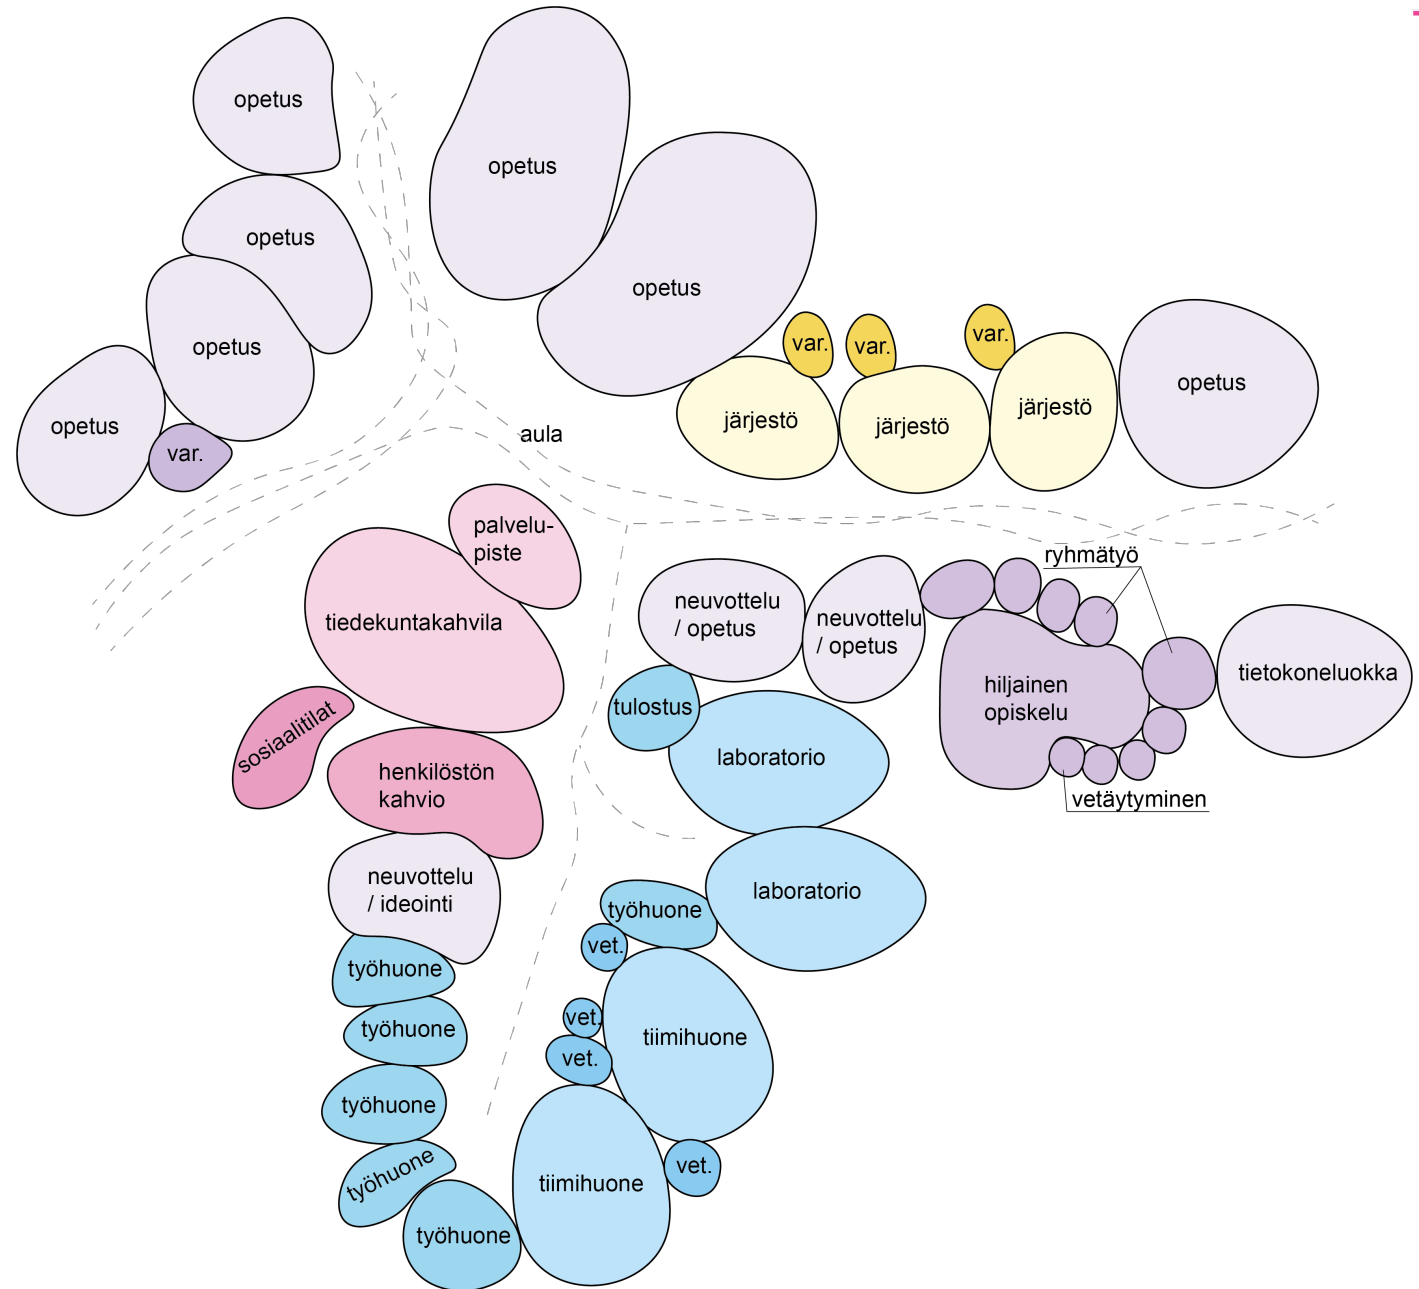 opetus
opetus
opetus
opetus
opetus
opetus
var.
var.
var.
opetus
opetus
järjestö
järjestö
järjestö
opetus
var.
aula
palvelu-
piste
ryhmätyö
neuvottelu
/ opetus
neuvottelu
/ opetus
tiedekuntakahvila
hiljainen
opiskelu
tietokoneluokka
sosiaalitilat
tulostus
laboratorio
henkilöstön
kahvio
vetäytyminen
neuvottelu
/ ideointi
laboratorio
työhuone
vet.
työhuone
vet.
työhuone
tiimihuone
vet.
työhuone
työhuone
vet.
tiimihuone
työhuone